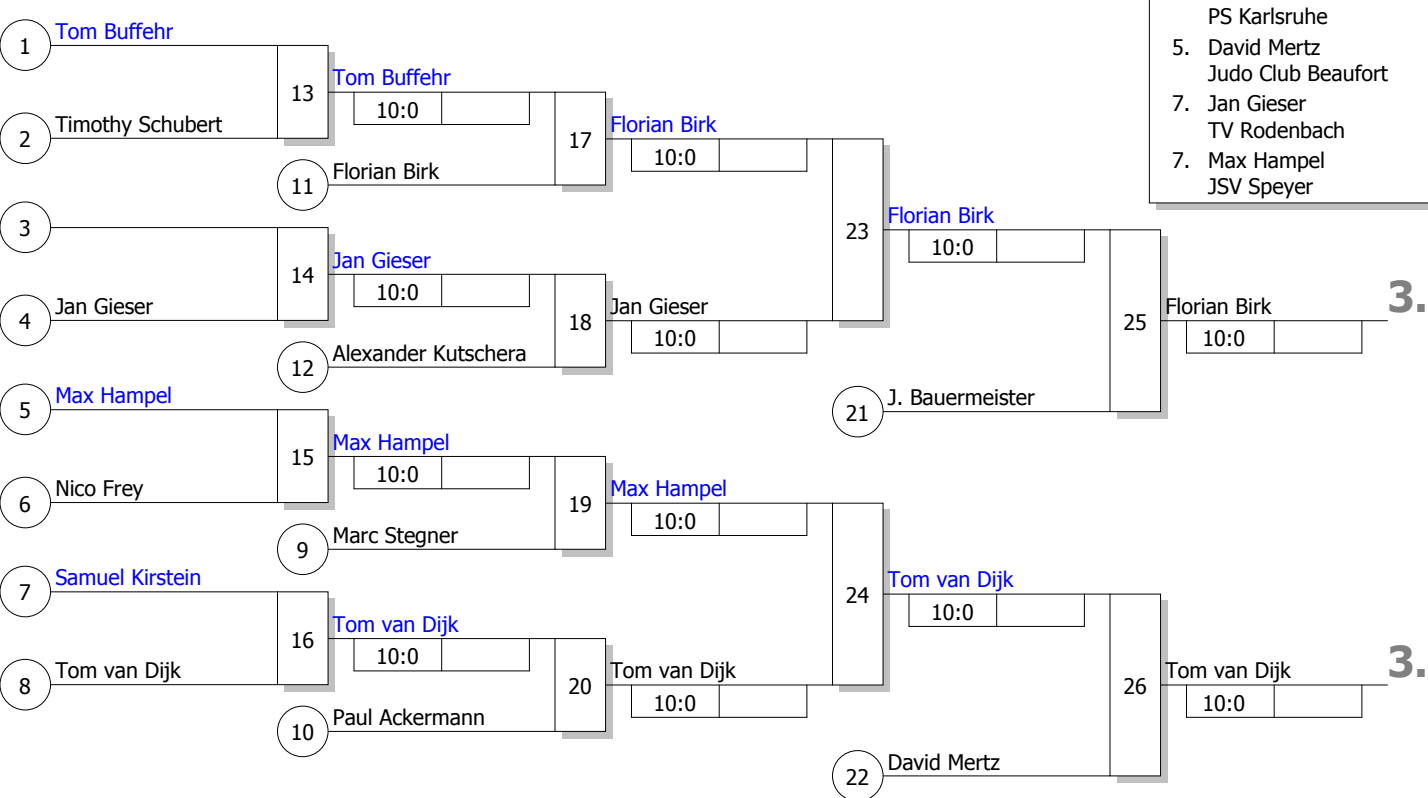 PS Karlsruhe
5. David Mertz
Judo Club Beaufort
7. Jan Gieser
TV Rodenbach
7. Max Hampel
JSV Speyer
1 Tom Buffehr
2 Timothy Schubert
13 Tom Buffehr
10:0
11 Florian Birk
17 Florian Birk
10:0
3
4 Jan Gieser
14 Jan Gieser
10:0
12 Alexander Kutschera
18 Jan Gieser
10:0
23 Florian Birk
10:0
21 J. Bauermeister
25 Florian Birk
10:0
3.
5 Max Hampel
6 Nico Frey
15 Max Hampel
10:0
9 Marc Stegner
19 Max Hampel
10:0
7 Samuel Kirstein
8 Tom van Dijk
16 Tom van Dijk
10:0
10 Paul Ackermann
20 Tom van Dijk
10:0
24 Tom van Dijk
10:0
22 David Mertz
26 Tom van Dijk
10:0
3.